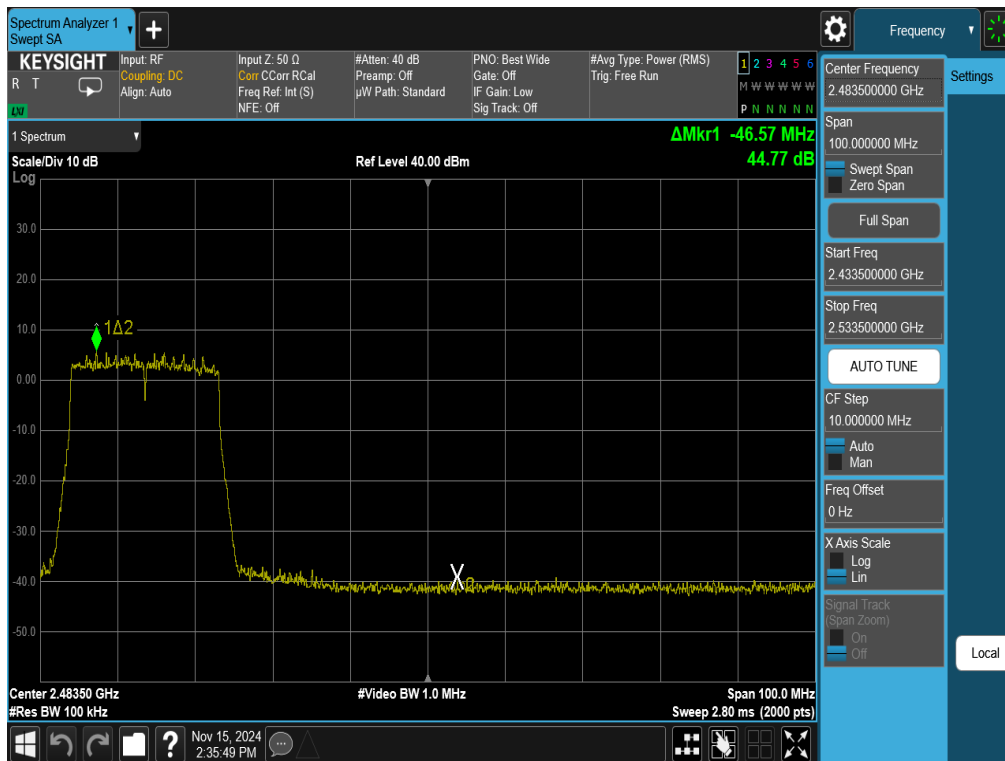 Spectrum Analyzer 1
Swept SA
Frequency
KEYSIGHT
R T
LXI
Input: RF
Coupling: DC
Align: Auto
Input Z: 50 Ω
Corr CCorr RCal
Freq Ref: Int (S)
NFE: Off
#Atten: 40 dB
Preamp: Off
µW Path: Standard
PNO: Best Wide
Gate: Off
IF Gain: Low
Sig Track: Off
#Avg Type: Power (RMS)
Trig: Free Run
1 2 3 4 5 6
M W W W W W
P N N N N N
1 Spectrum
Scale/Div 10 dB
Log
Ref Level 40.00 dBm
ΔMkr1 -46.57 MHz
44.77 dB
30.0
20.0
10.0
0.00
-10.0
-20.0
-30.0
-40.0
-50.0
1Δ2
X2
Center 2.48350 GHz
#Res BW 100 kHz
#Video BW 1.0 MHz
Span 100.0 MHz
Sweep 2.80 ms (2000 pts)
Nov 15, 2024
2:35:49 PM
Center Frequency
2.483500000 GHz
Span
100.000000 MHz
Swept Span
Zero Span
Full Span
Start Freq
2.433500000 GHz
Stop Freq
2.533500000 GHz
AUTO TUNE
CF Step
10.000000 MHz
Auto
Man
Freq Offset
0 Hz
X Axis Scale
Log
Lin
Signal Track
(Span Zoom)
On
Off
Settings
Local